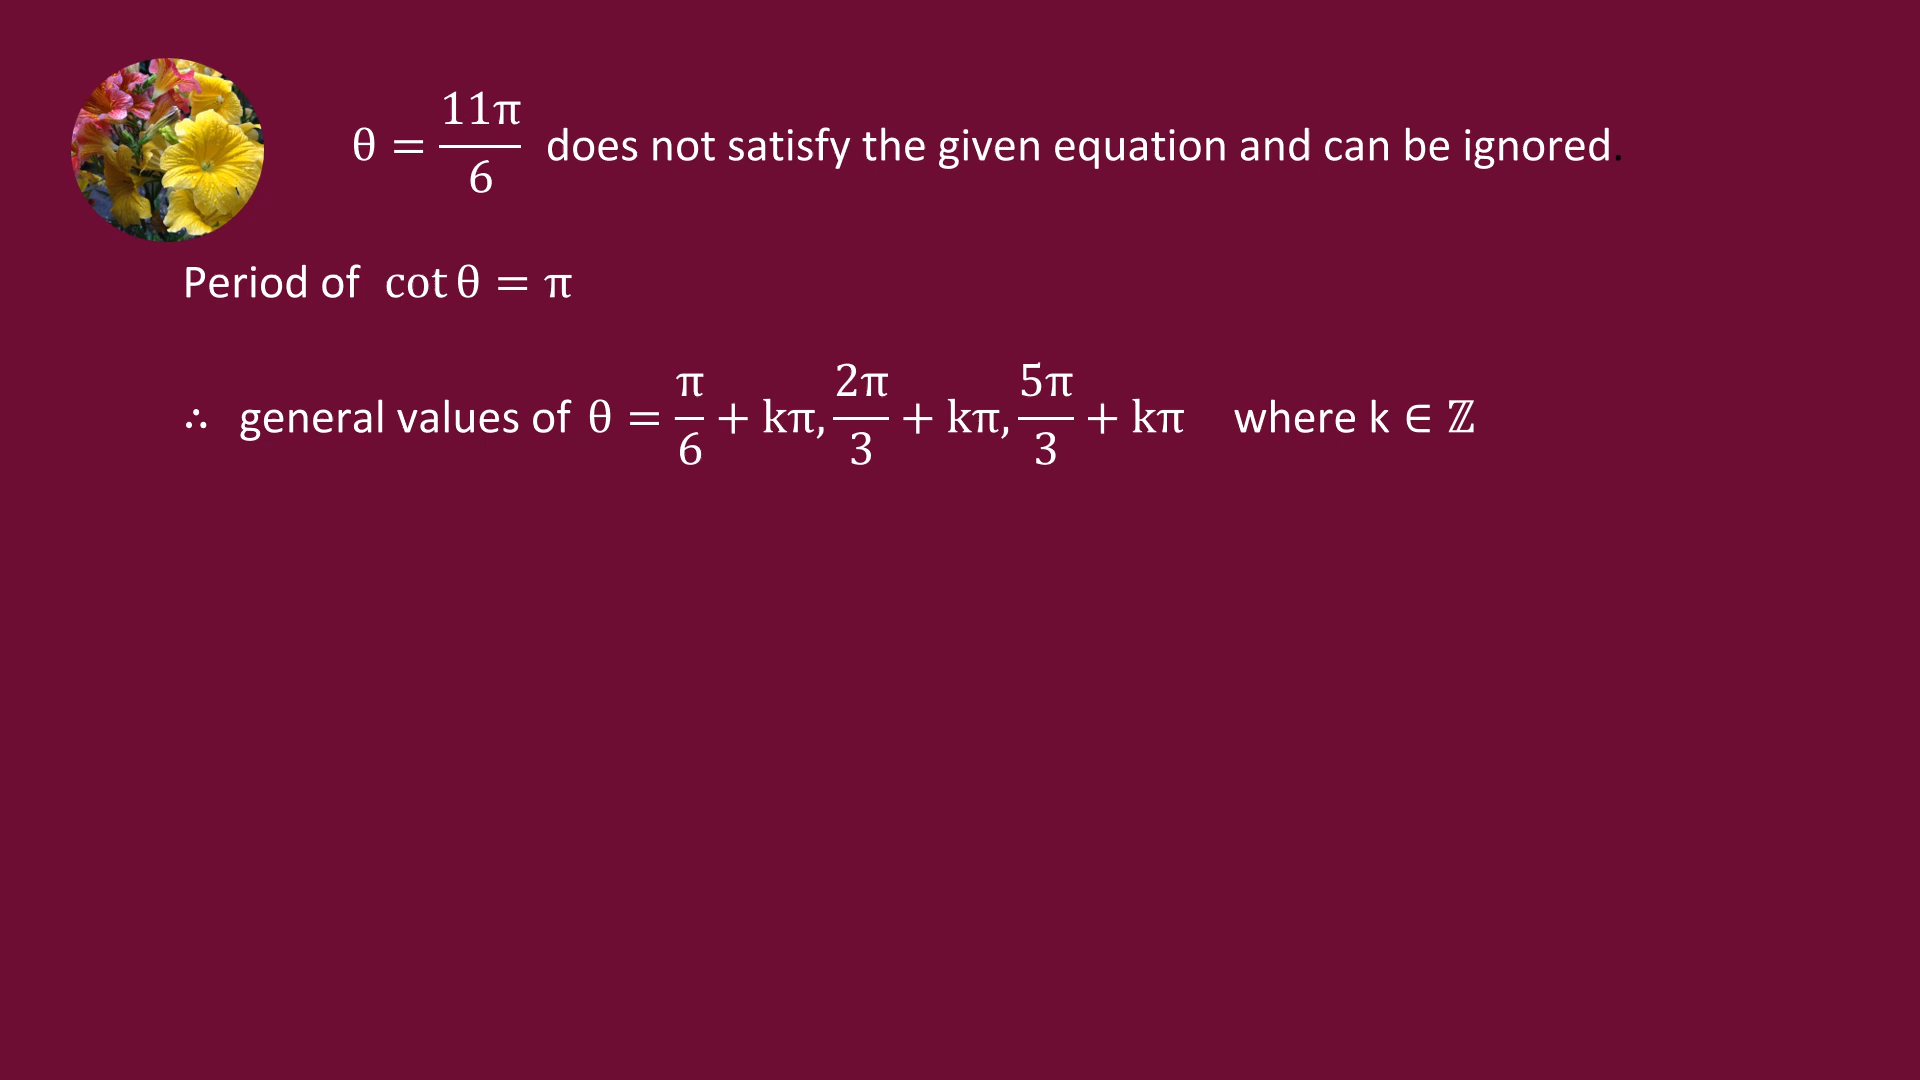 θ = 11π/6 does not satisfy the given equation and can be ignored.
Period of cot θ = π
∴ general values of θ = π/6 + kπ, 2π/3 + kπ, 5π/3 + kπ where k ∈ ℤ